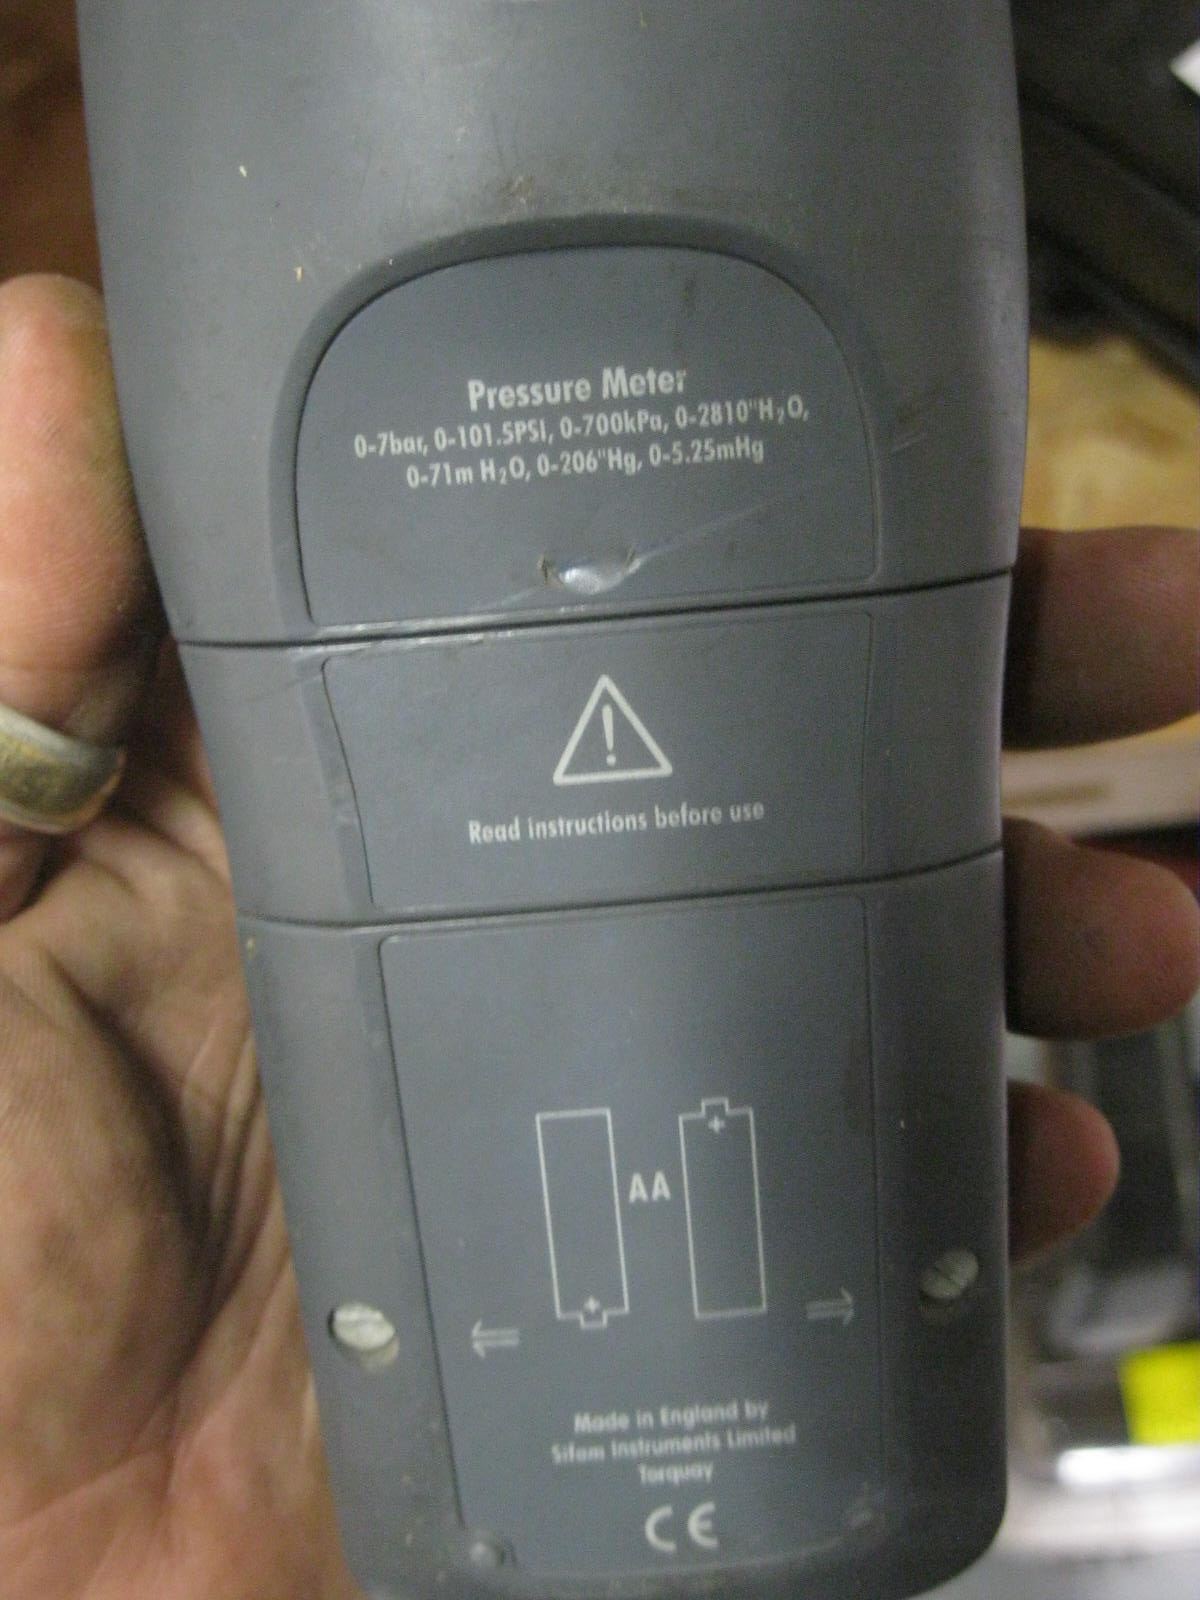 Pressure Meter
0-7bar, 0-101.5PSI, 0-700kPa, 0-2810"H₂O,
0-71m H₂O, 0-206"Hg, 0-5.25mHg
!
Read instructions before use
+
AA
+
Made in England by
Sifam Instruments Limited
Torquay
CE